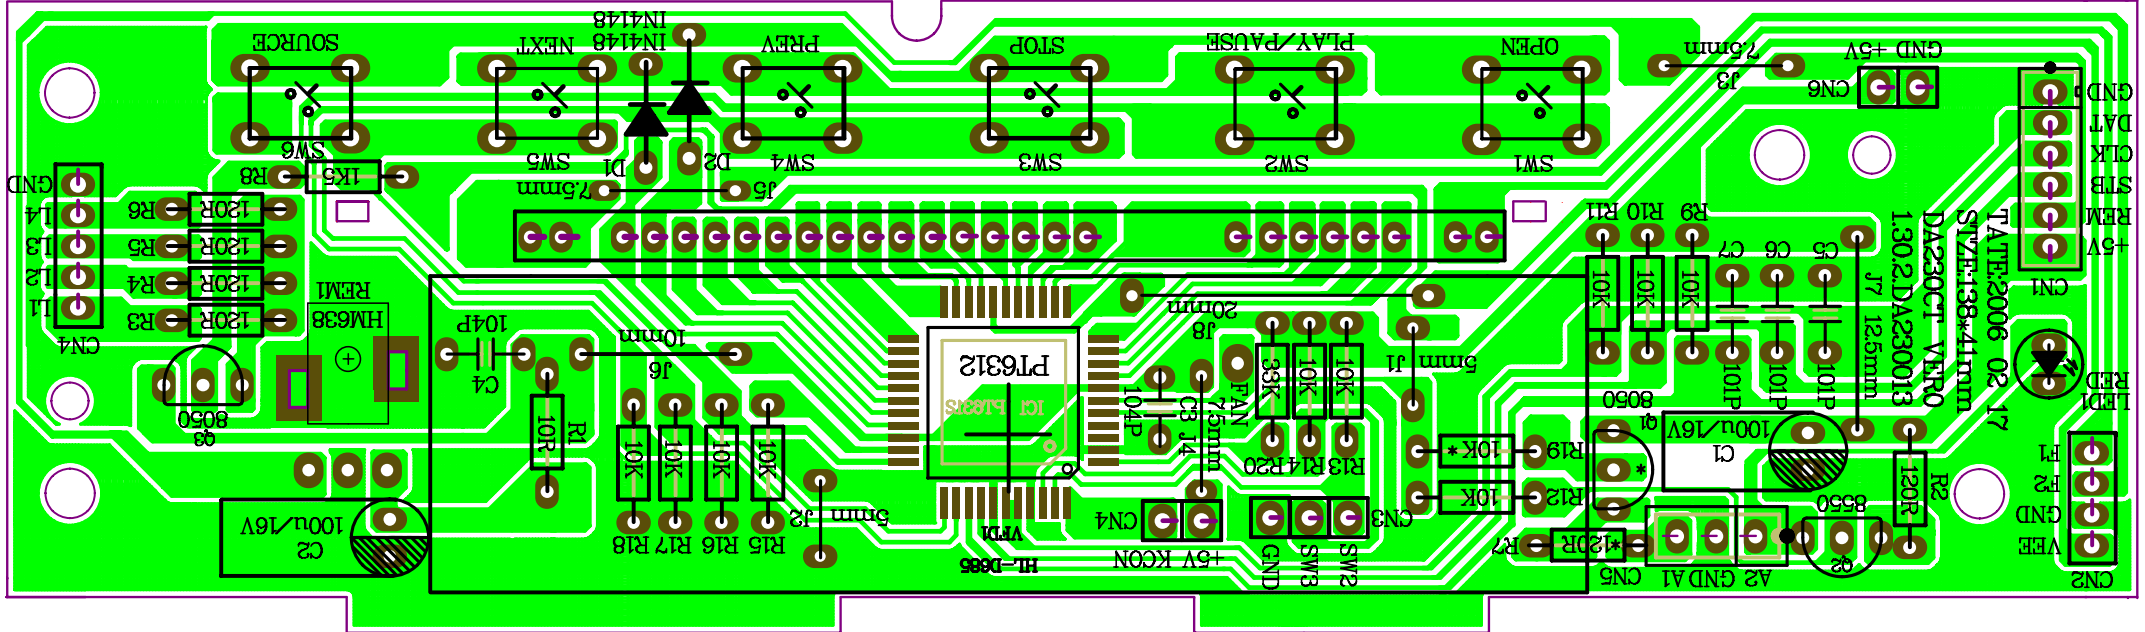 IN4148
IN4148
SOURCE
NEXT
PREV
STOP
PLAY/PAUSE
OPEN
7.5mm
J3
+5V GND
CN6
SW6
SW5
D1
D2
SW4
SW3
SW2
SW1
GND
DAT
CLK
STB
REM
+5V
CN1
GND
L4
L3
L2
L1
CN4
R8
1K5
R6
120R
R5
120R
R4
120R
R3
120R
7.5mm
J5
REM1
HM638
8050
Q3
104P
C4
10mm
J6
10R
R1
PT6312
IC1 PT6312
20mm
J8
FAN
104P
C3
J4
7.5mm
33K
R20
10K
R14
10K
R13
J1
5mm
R11
R10
R9
10K
10K
10K
C7
C6
C5
101P
101P
101P
J7 12.5mm
TATE:2006 02 17
STZE:138*41mm
DA230CT VER0
1.30.2.DA230013
RED
LED1
10K
R18
10K
R17
10K
R16
10K
R15
J2
5mm
100u/16V
C2
VFD1
HL-D685
CN4
+5V KCON
CN3
GND
SW3
SW2
* 10K
R19
10K
R12
8050
Q1
*
100u/16V
C1
8550
Q2
R7
120R *
CN5
A1 GND A2
120R
R2
F1
F2
GND
VEE
CN2